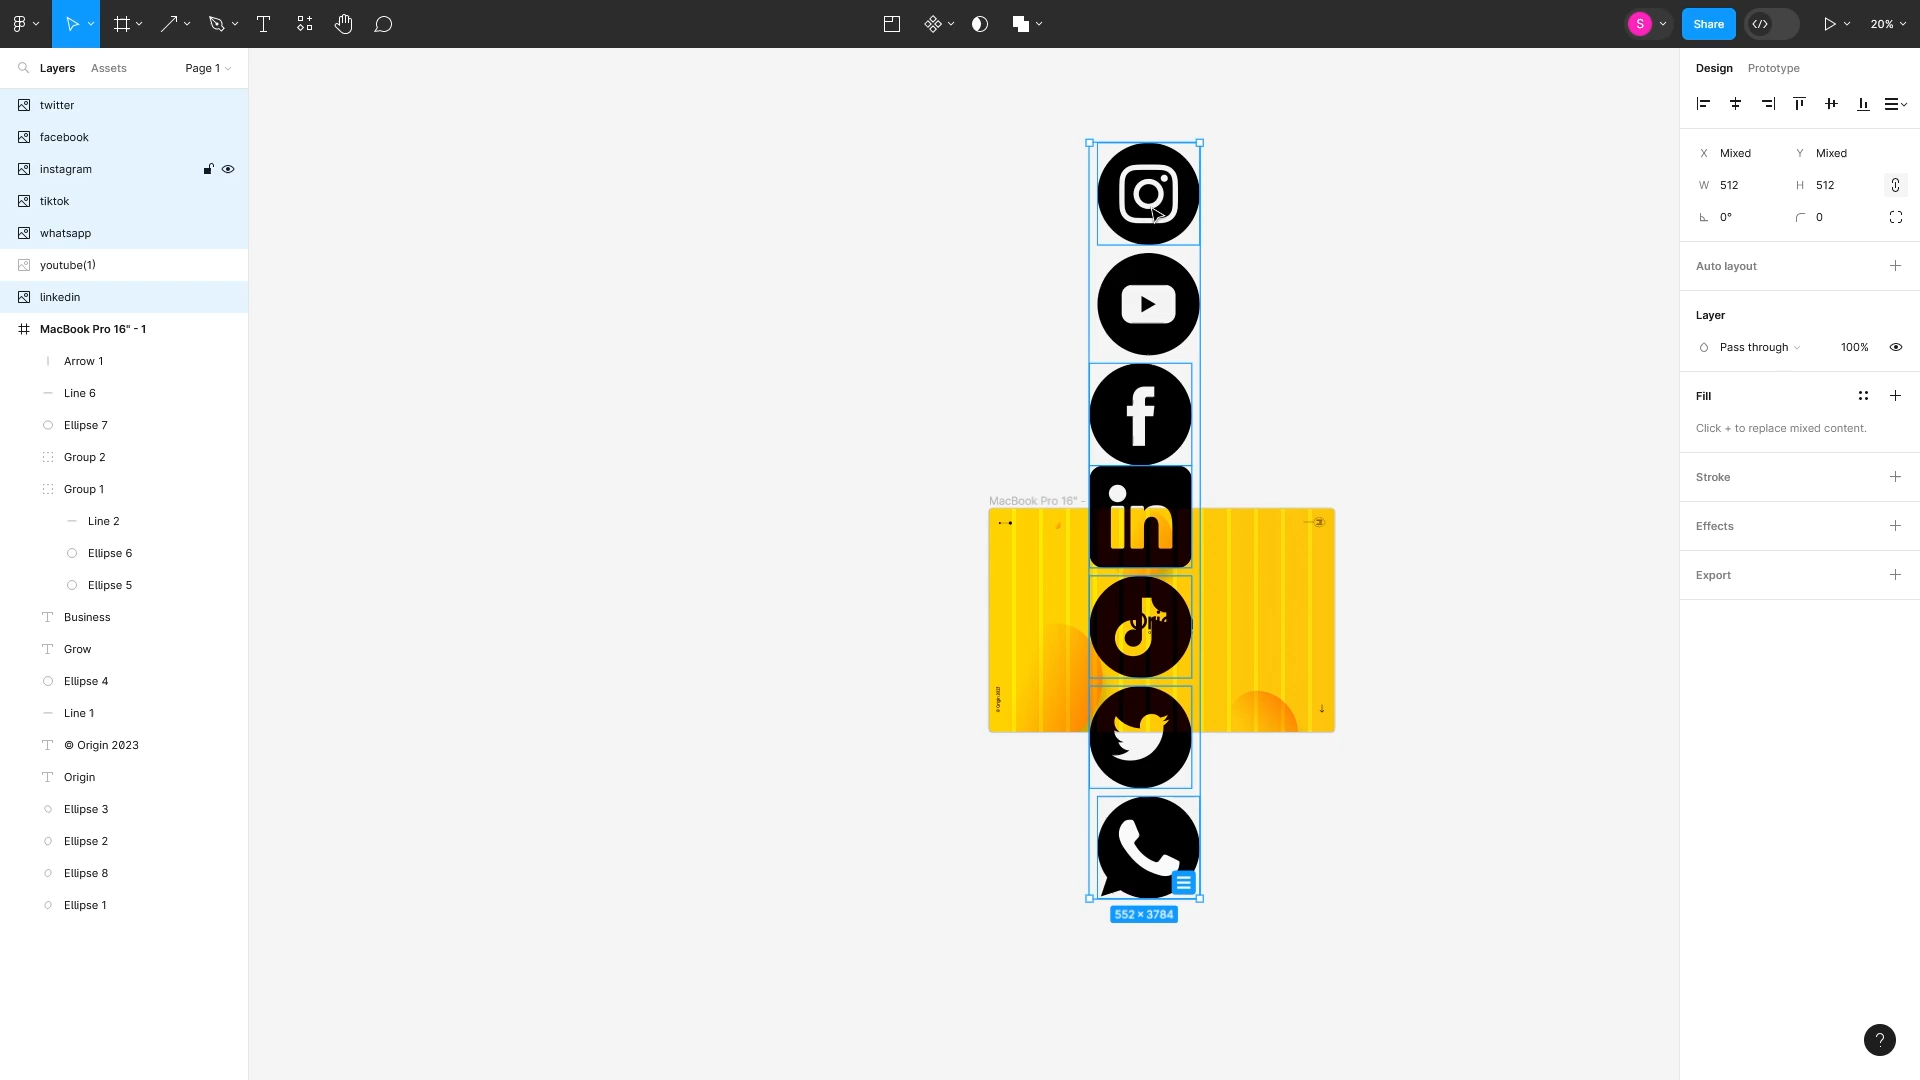 Share
20%
S
Layers
Assets
Page 1
twitter
facebook
instagram
tiktok
whatsapp
youtube(1)
linkedin
MacBook Pro 16" - 1
Arrow 1
Line 6
Ellipse 7
Group 2
Group 1
Line 2
Ellipse 6
Ellipse 5
Business
Grow
Ellipse 4
Line 1
© Origin 2023
Origin
Ellipse 3
Ellipse 2
Ellipse 8
Ellipse 1
f
MacBook Pro 16" -
in
© Origin 2023
552 × 3784
Design
Prototype
X Mixed
Y Mixed
W 512
H 512
0°
0
Auto layout
Layer
Pass through
100%
Fill
Click + to replace mixed content.
Stroke
Effects
Export
?